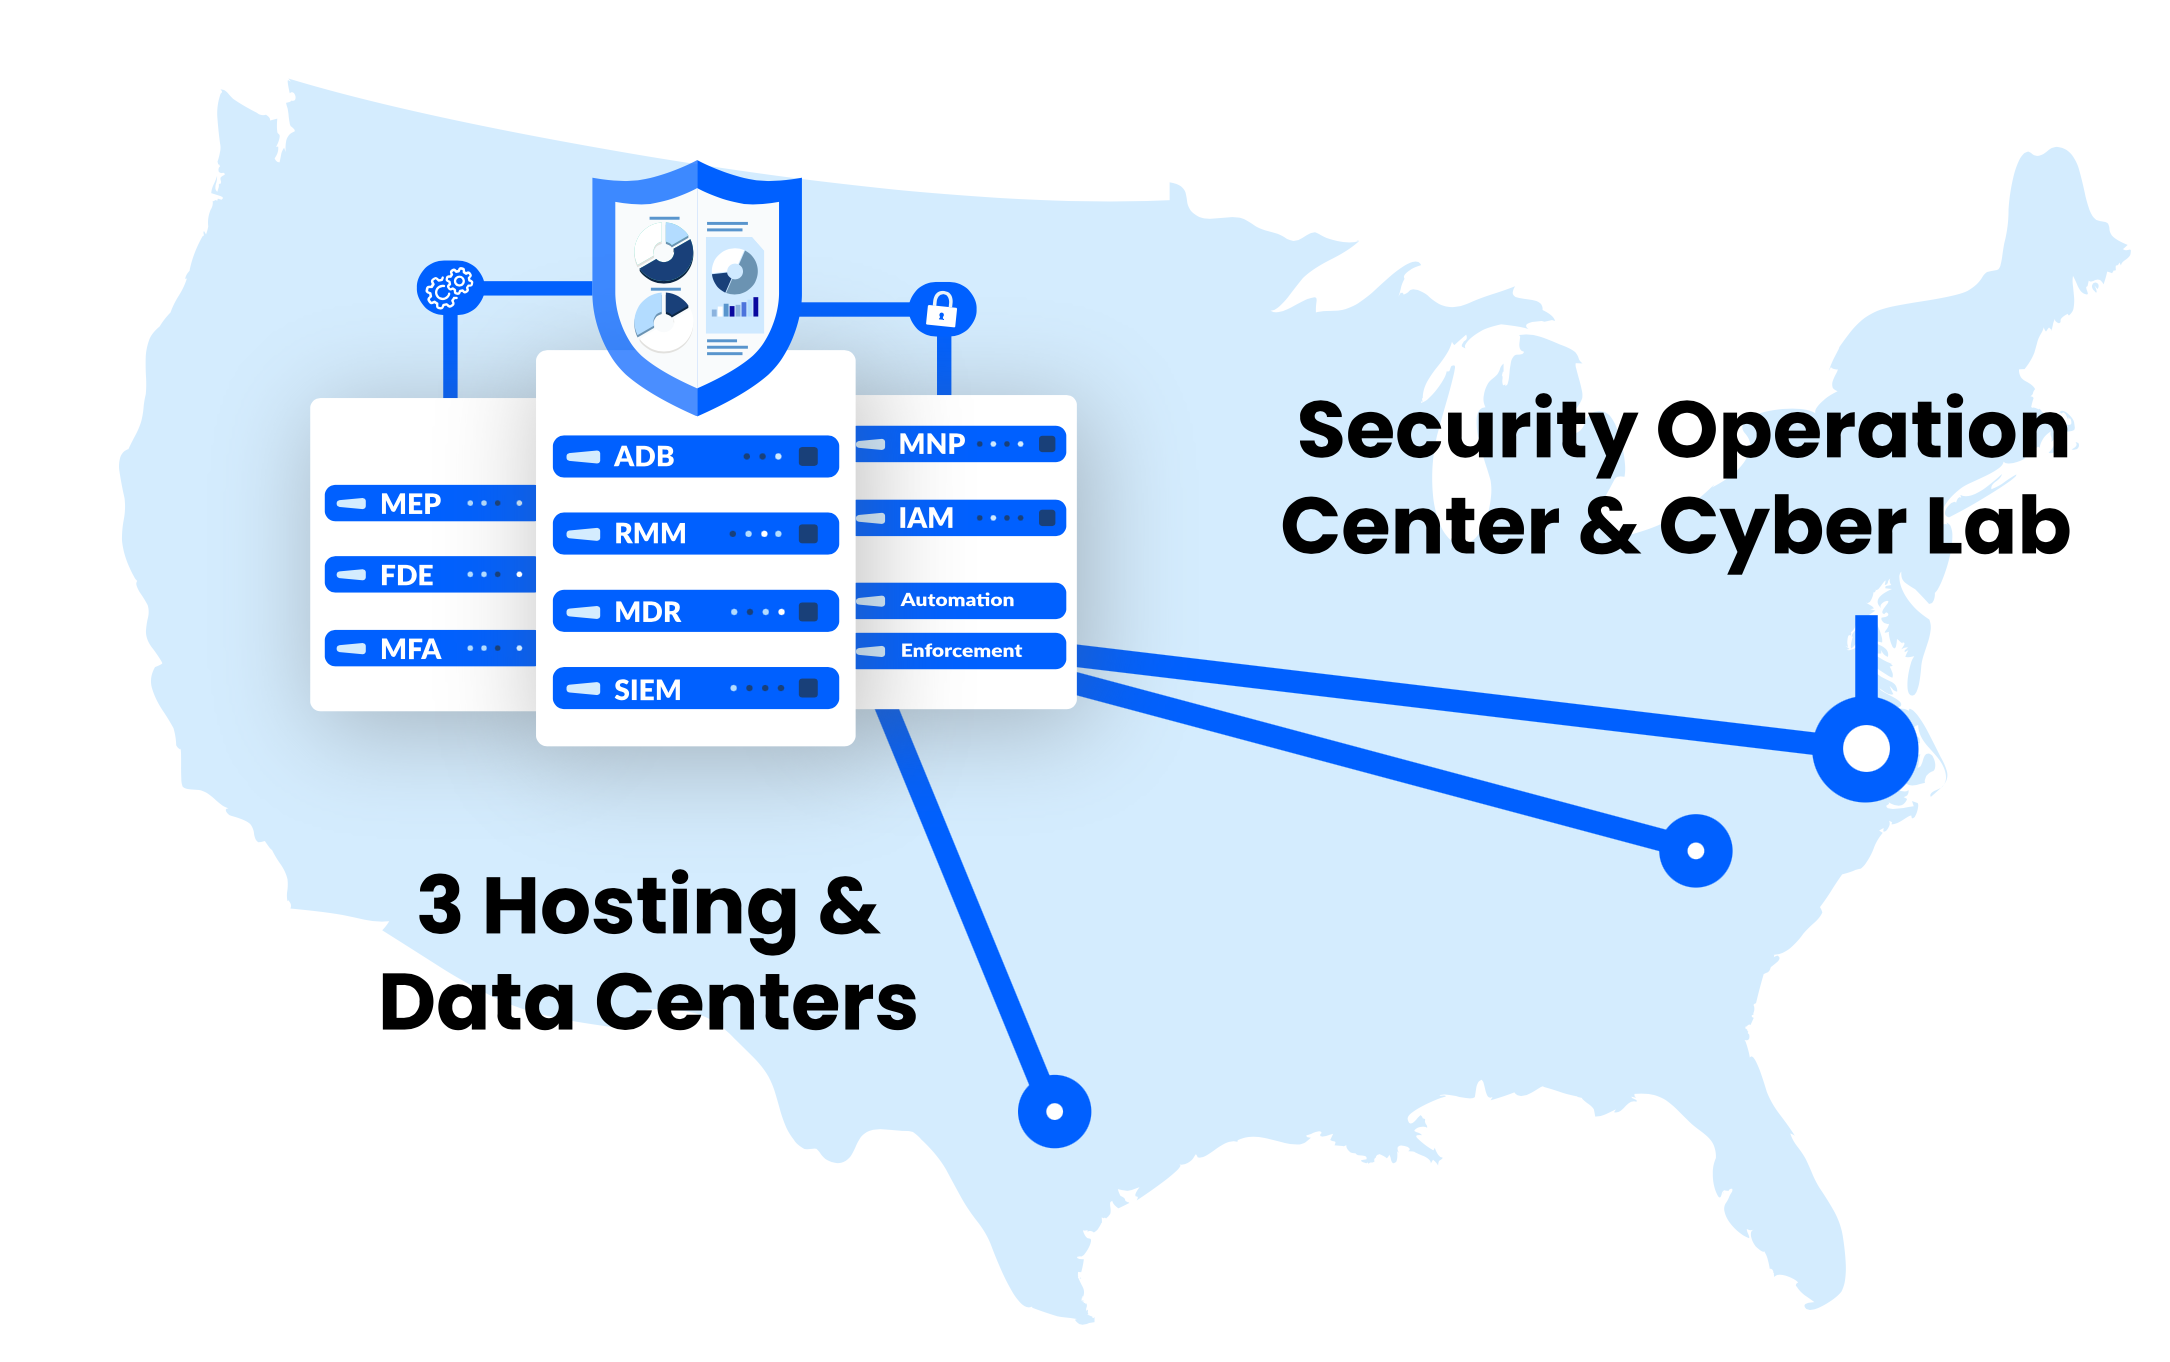 MEP
FDE
MFA
ADB
RMM
MDR
SIEM
MNP
IAM
Automation
Enforcement
Security Operation
Center & Cyber Lab
3 Hosting &
Data Centers